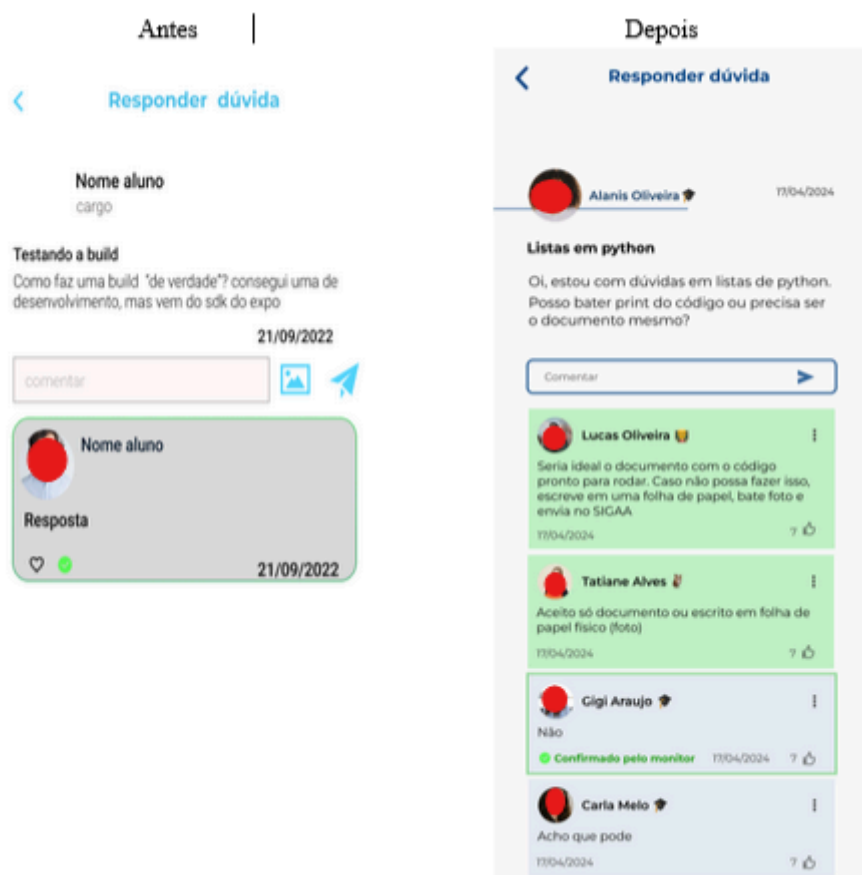 Antes
Responder dúvida
Nome aluno
cargo
Testando a build
Como faz uma build "de verdade"? consegui uma de
desenvolvimento, mas vem do sdk do expo
21/09/2022
comentar
Nome aluno
Resposta
21/09/2022
Depois
Responder dúvida
Alanis Oliveira
17/04/2024
Listas em python
Oi, estou com dúvidas em listas de python.
Posso bater print do código ou precisa ser
o documento mesmo?
Comentar
Lucas Oliveira
Seria ideal o documento com o código
pronto para rodar. Caso não possa fazer isso,
escreve em uma folha de papel, bate foto e
envia no SIGAA
17/04/2024 7
Tatiane Alves
Aceito só documento ou escrito em folha de
papel físico (foto)
17/04/2024 7
Gigi Araujo
Não
Confirmado pelo monitor 17/04/2024 7
Carla Melo
Acho que pode
17/04/2024 7